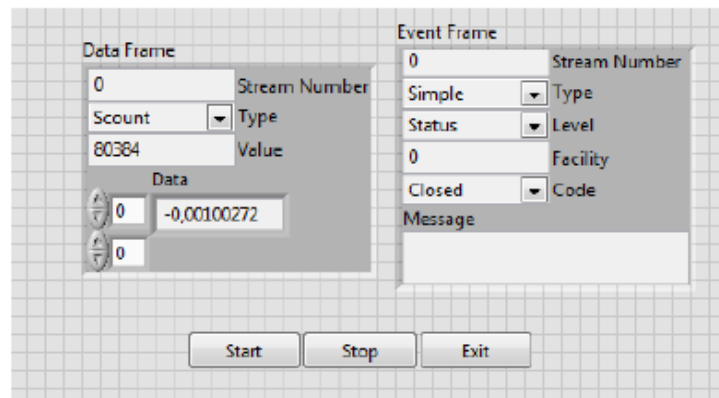 Data Frame
0 Stream Number
Scount Type
80384 Value
Data
0 -0,00100272
0
Event Frame
0 Stream Number
Simple Type
Status Level
0 Facility
Closed Code
Message
Start Stop Exit